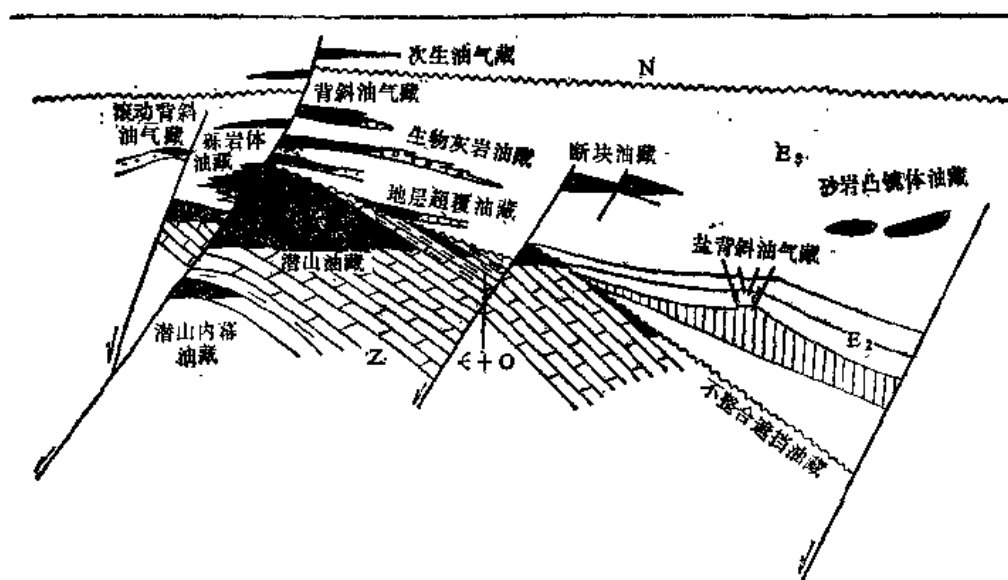 次生油气藏
N
背斜油气藏
滚动背斜
油气藏
砾岩体
油藏
生物灰岩油藏
断块油藏
E₃
砂岩凸镜体油藏
地层超覆油藏
盐背斜油气藏
潜山油藏
潜山内幕
油藏
Z
Є+O
E₂
不整合遮挡油藏